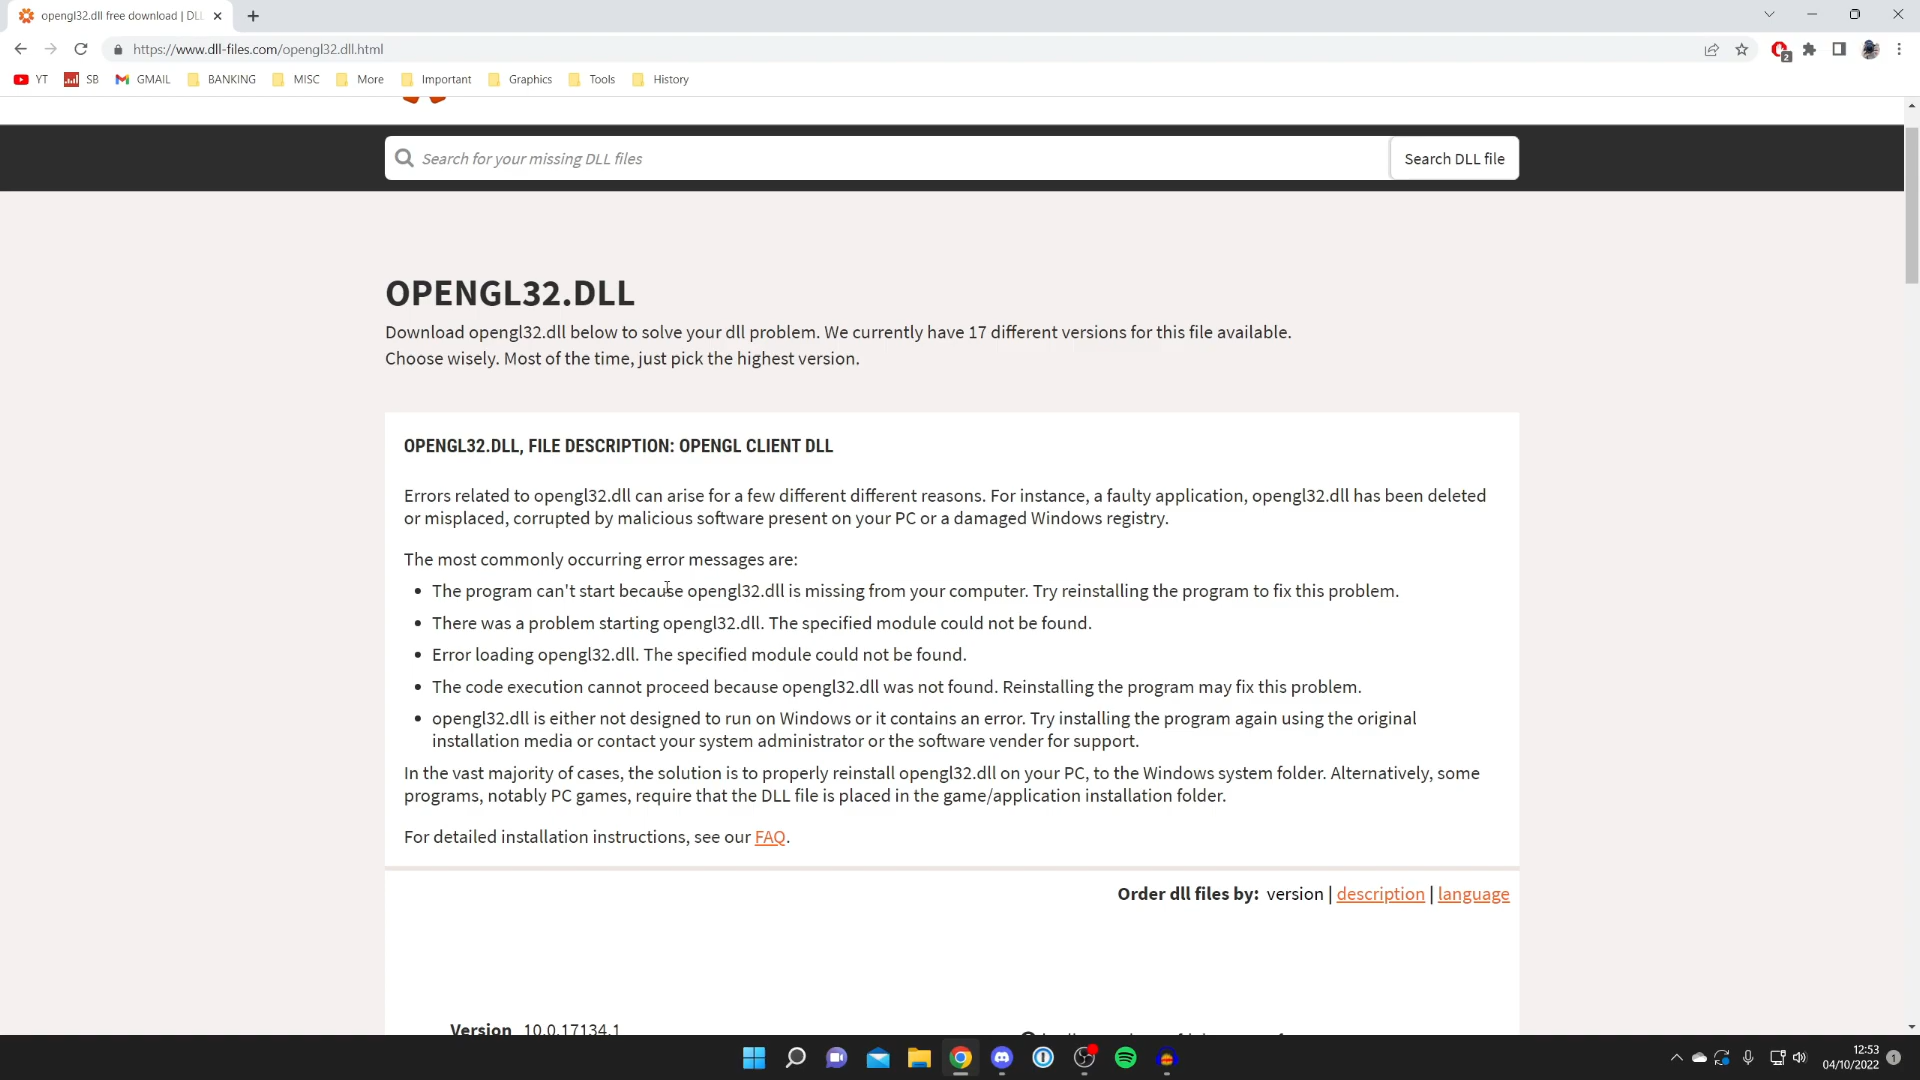 opengl32.dll free download | DLL
https://www.dll-files.com/opengl32.dll.html
2
YT
SB
GMAIL
BANKING
MISC
More
Important
Graphics
Tools
History
Search for your missing DLL files
Search DLL file
OPENGL32.DLL
Download opengl32.dll below to solve your dll problem. We currently have 17 different versions for this file available.
Choose wisely. Most of the time, just pick the highest version.
OPENGL32.DLL, FILE DESCRIPTION: OPENGL CLIENT DLL
Errors related to opengl32.dll can arise for a few different different reasons. For instance, a faulty application, opengl32.dll has been deleted
or misplaced, corrupted by malicious software present on your PC or a damaged Windows registry.
The most commonly occurring error messages are:
• The program can't start because opengl32.dll is missing from your computer. Try reinstalling the program to fix this problem.
• There was a problem starting opengl32.dll. The specified module could not be found.
• Error loading opengl32.dll. The specified module could not be found.
• The code execution cannot proceed because opengl32.dll was not found. Reinstalling the program may fix this problem.
• opengl32.dll is either not designed to run on Windows or it contains an error. Try installing the program again using the original
installation media or contact your system administrator or the software vender for support.
In the vast majority of cases, the solution is to properly reinstall opengl32.dll on your PC, to the Windows system folder. Alternatively, some
programs, notably PC games, require that the DLL file is placed in the game/application installation folder.
For detailed installation instructions, see our FAQ.
Order dll files by: version | description | language
Version 10.0.17134.1
12:53
04/10/2022
1